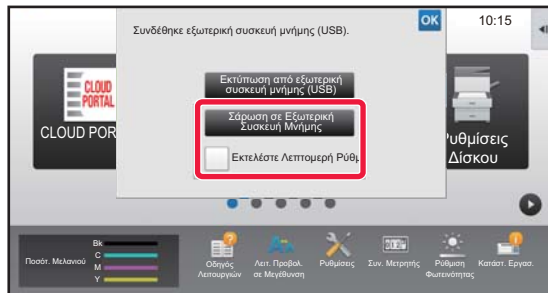 Συνδέθηκε εξωτερική συσκευή μνήμης (USB).
OK
10:15
Εκτύπωση από εξωτερική
συσκευή μνήμης (USB)
Σάρωση σε Εξωτερική
Συσκευή Μνήμης
Εκτελέστε Λεπτομερή Ρύθμ
CLOUD
PORTAL
CLOUD POR
Ρυθμίσεις
Δίσκου
Ποσότ. Μελανιού
Bk
C
M
Y
Οδηγός
Λειτουργιών
Λειτ. Προβολ.
σε Μεγέθυνση
Ρυθμίσεις
Συν. Μετρητής
Ρύθμιση
Φωτεινότητας
Κατάστ. Εργασ.